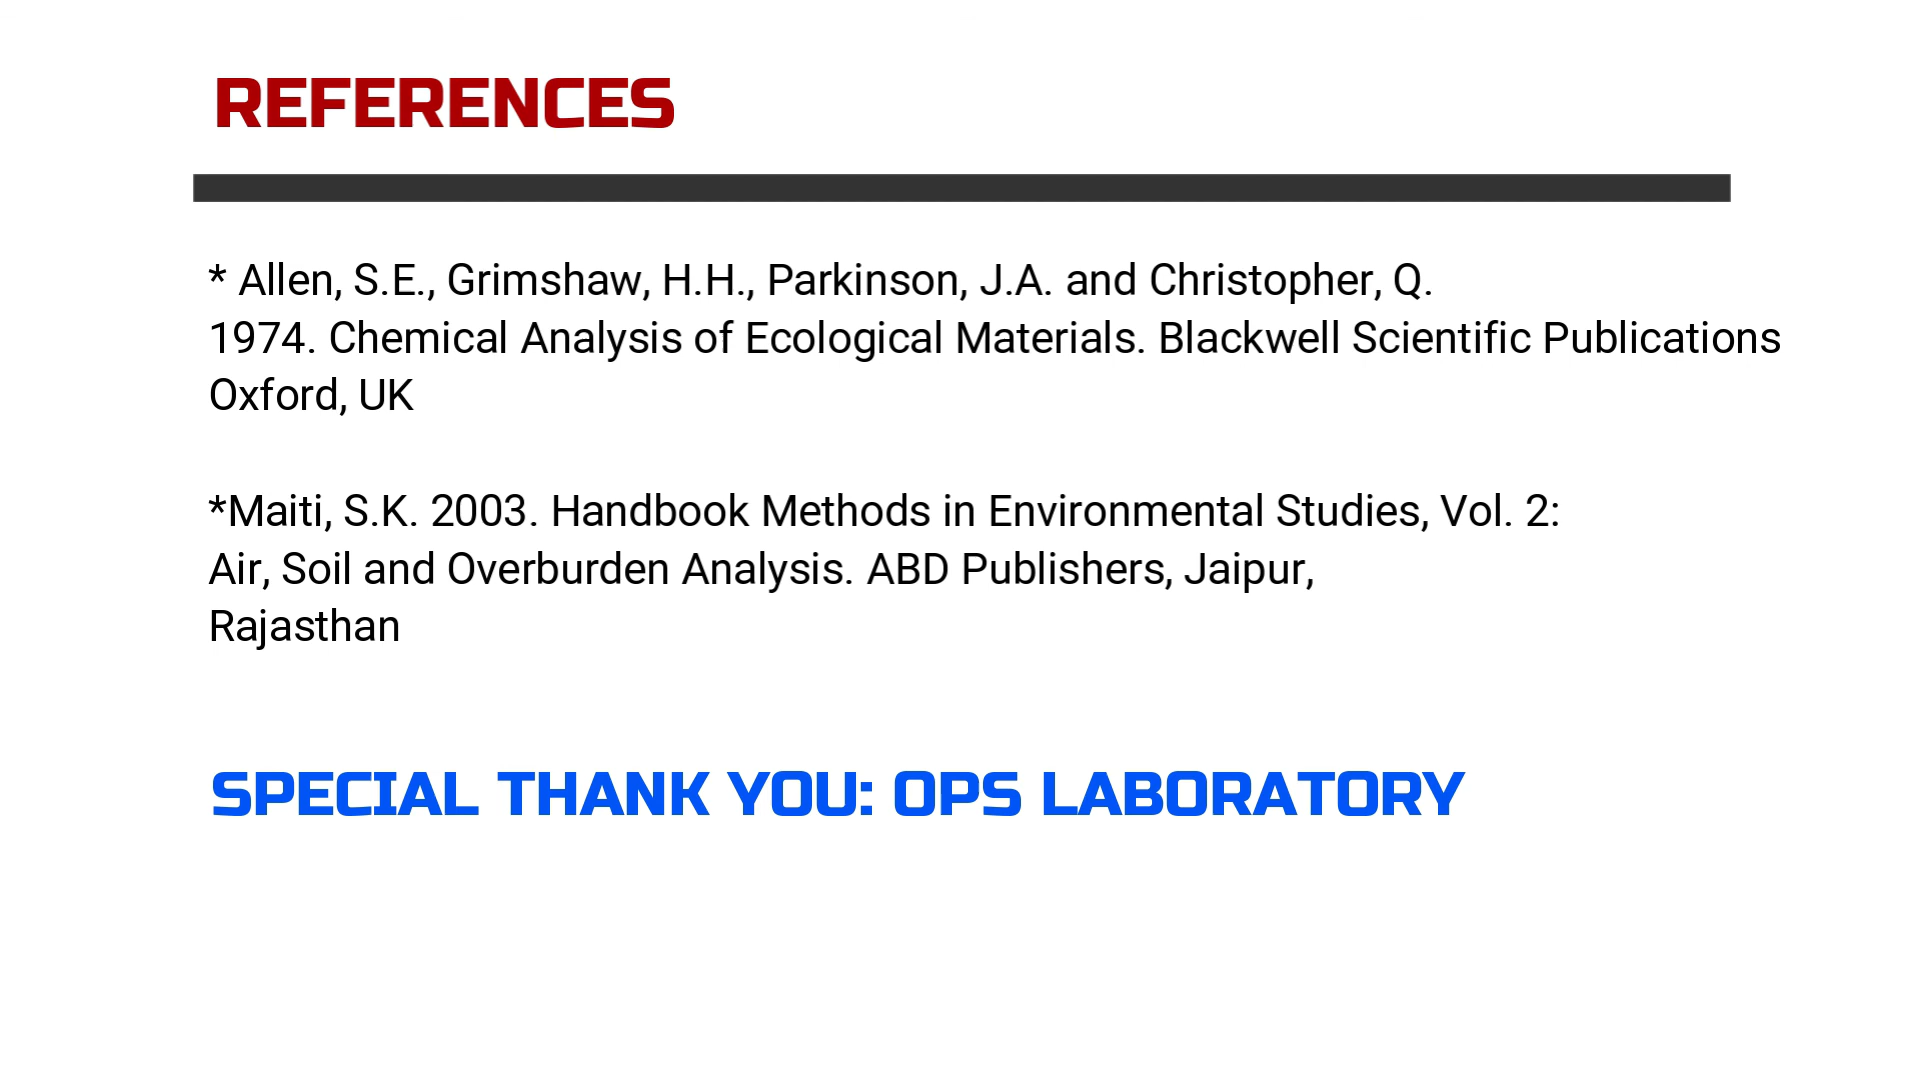 REFERENCES
* Allen, S.E., Grimshaw, H.H., Parkinson, J.A. and Christopher, Q.
1974. Chemical Analysis of Ecological Materials. Blackwell Scientific Publications
Oxford, UK
*Maiti, S.K. 2003. Handbook Methods in Environmental Studies, Vol. 2:
Air, Soil and Overburden Analysis. ABD Publishers, Jaipur,
Rajasthan
SPECIAL THANK YOU: OPS LABORATORY